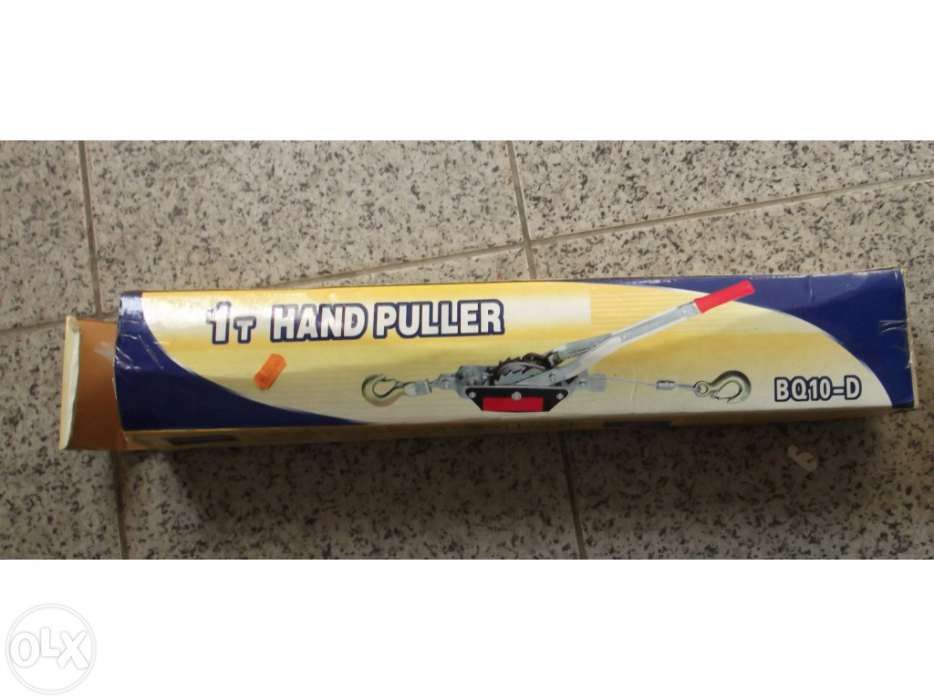 1T HAND PULLER
BQ10-D
OLX